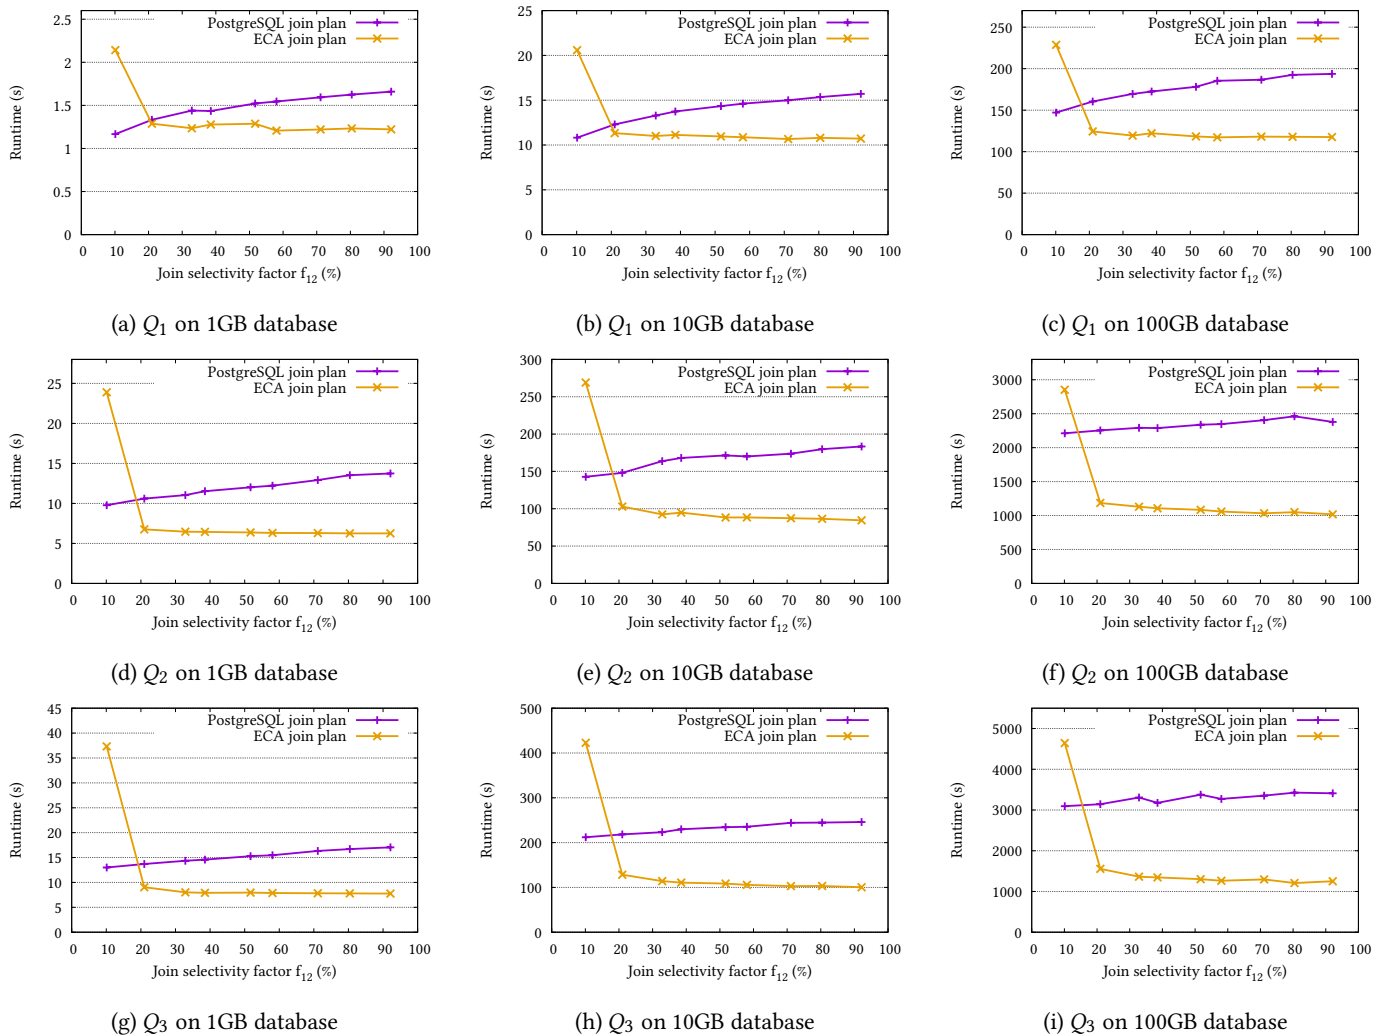 PostgreSQL join plan
ECA join plan
2.5
2
1.5
1
0.5
0
Runtime (s)
0 10 20 30 40 50 60 70 80 90 100
Join selectivity factor f12 (%)
(a) Q1 on 1GB database
PostgreSQL join plan
ECA join plan
25
20
15
10
5
0
Runtime (s)
0 10 20 30 40 50 60 70 80 90 100
Join selectivity factor f12 (%)
(b) Q1 on 10GB database
PostgreSQL join plan
ECA join plan
250
200
150
100
50
0
Runtime (s)
0 10 20 30 40 50 60 70 80 90 100
Join selectivity factor f12 (%)
(c) Q1 on 100GB database
PostgreSQL join plan
ECA join plan
25
20
15
10
5
0
Runtime (s)
0 10 20 30 40 50 60 70 80 90 100
Join selectivity factor f12 (%)
(d) Q2 on 1GB database
PostgreSQL join plan
ECA join plan
300
250
200
150
100
50
0
Runtime (s)
0 10 20 30 40 50 60 70 80 90 100
Join selectivity factor f12 (%)
(e) Q2 on 10GB database
PostgreSQL join plan
ECA join plan
3000
2500
2000
1500
1000
500
0
Runtime (s)
0 10 20 30 40 50 60 70 80 90 100
Join selectivity factor f12 (%)
(f) Q2 on 100GB database
PostgreSQL join plan
ECA join plan
45
40
35
30
25
20
15
10
5
0
Runtime (s)
0 10 20 30 40 50 60 70 80 90 100
Join selectivity factor f12 (%)
(g) Q3 on 1GB database
PostgreSQL join plan
ECA join plan
500
400
300
200
100
0
Runtime (s)
0 10 20 30 40 50 60 70 80 90 100
Join selectivity factor f12 (%)
(h) Q3 on 10GB database
PostgreSQL join plan
ECA join plan
5000
4000
3000
2000
1000
0
Runtime (s)
0 10 20 30 40 50 60 70 80 90 100
Join selectivity factor f12 (%)
(i) Q3 on 100GB database